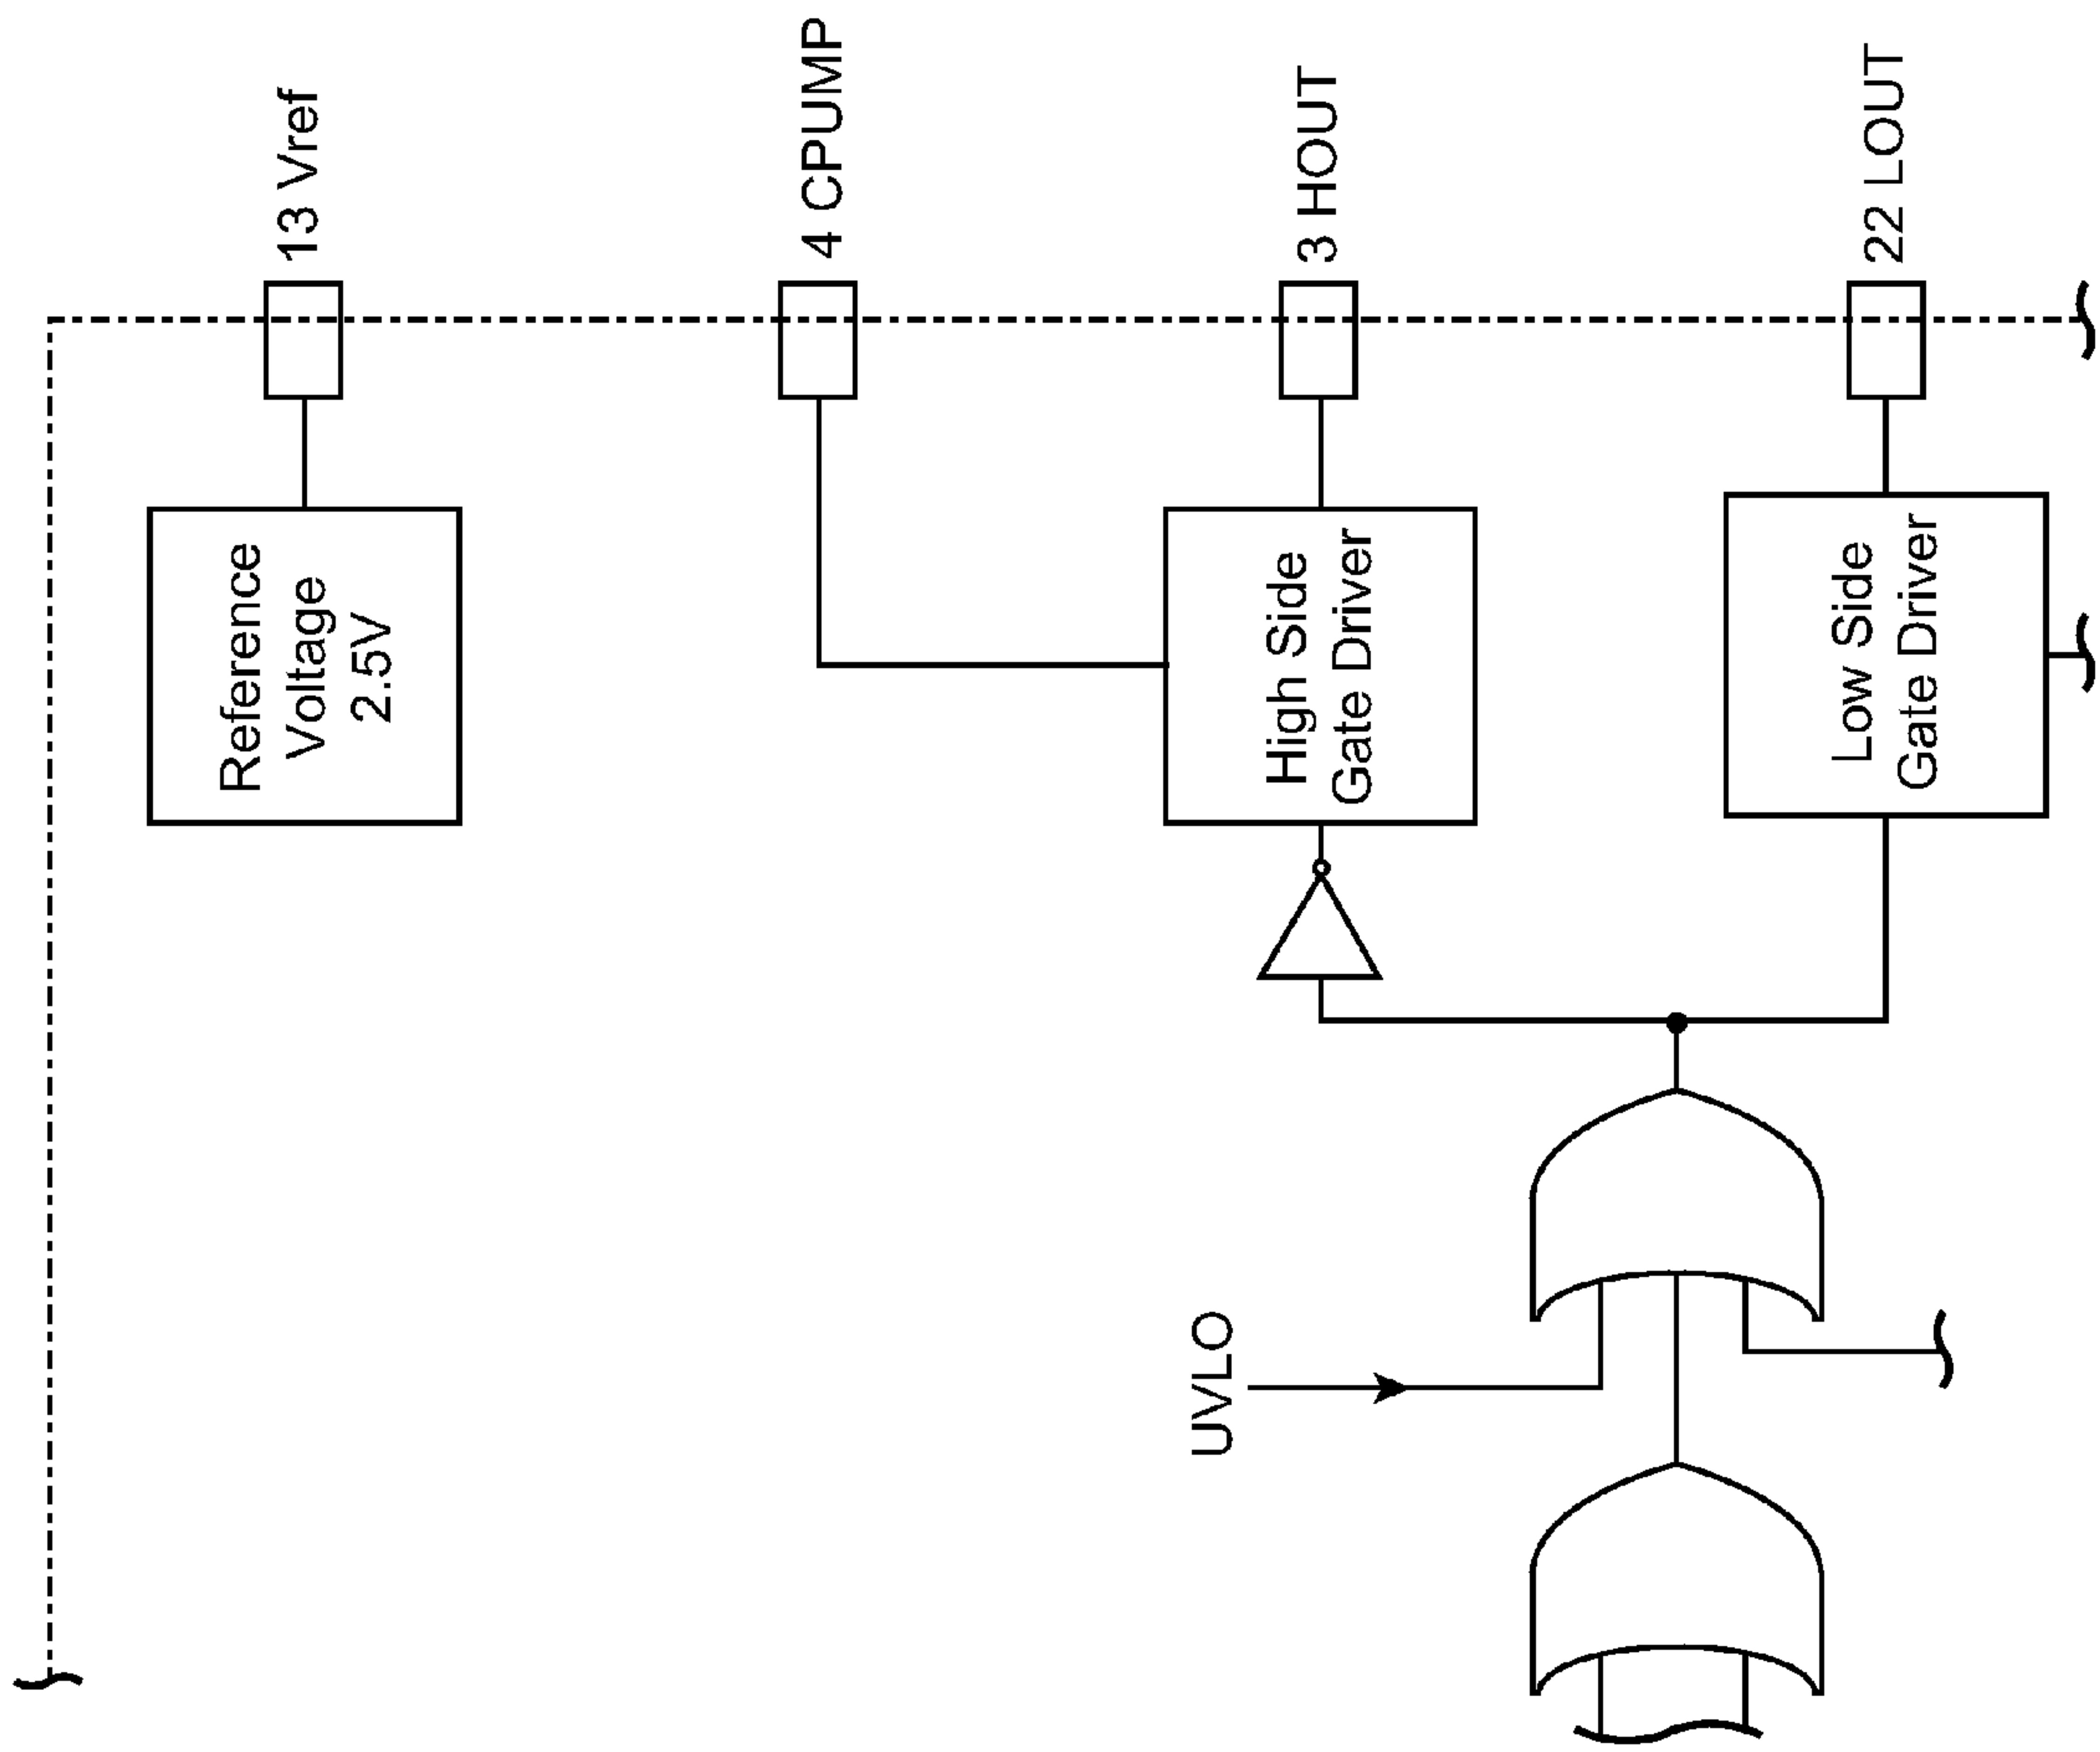 13 Vref
4 CPUMP
3 HOUT
22 LOUT
Reference
Voltage
2.5V
High Side
Gate Driver
Low Side
Gate Driver
UVLO